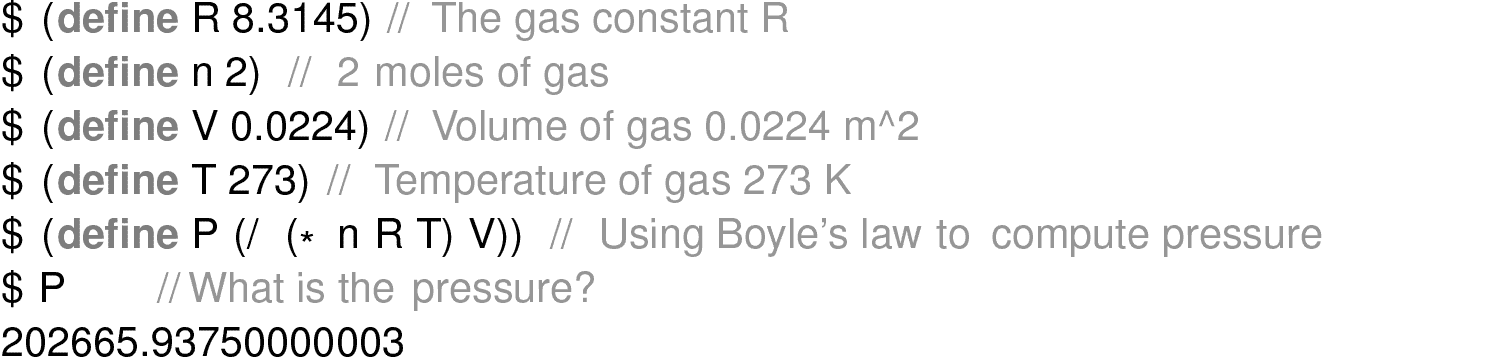 $ (define R 8.3145) // The gas constant R
$ (define n 2) // 2 moles of gas
$ (define V 0.0224) // Volume of gas 0.0224 m^2
$ (define T 273) // Temperature of gas 273 K
$ (define P (/ (* n R T) V)) // Using Boyle's law to compute pressure
$ P // What is the pressure?
202665.93750000003